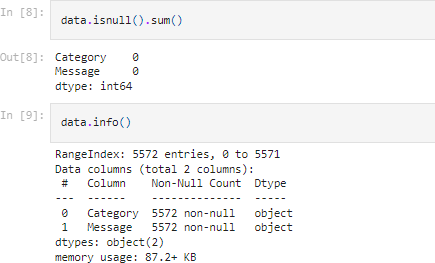 In [8]:
data.isnull().sum()
Out[8]:
Category    0
Message     0
dtype: int64
In [9]:
data.info()
RangeIndex: 5572 entries, 0 to 5571
Data columns (total 2 columns):
 #   Column    Non-Null Count  Dtype
---  ------    --------------  -----
 0   Category  5572 non-null   object
 1   Message   5572 non-null   object
dtypes: object(2)
memory usage: 87.2+ KB